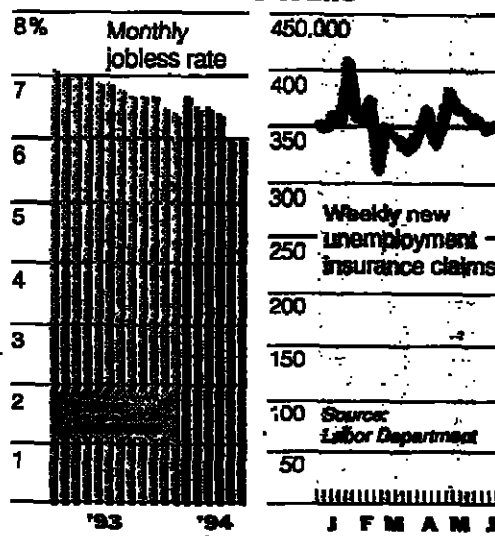 8%
Monthly
jobless rate
7
6
5
4
3
2
1
'93 '94
450,000
400
350
300
Weekly new
unemployment
250
insurance claims
200
150
100
Source:
Labor Department
50
J F M A M J